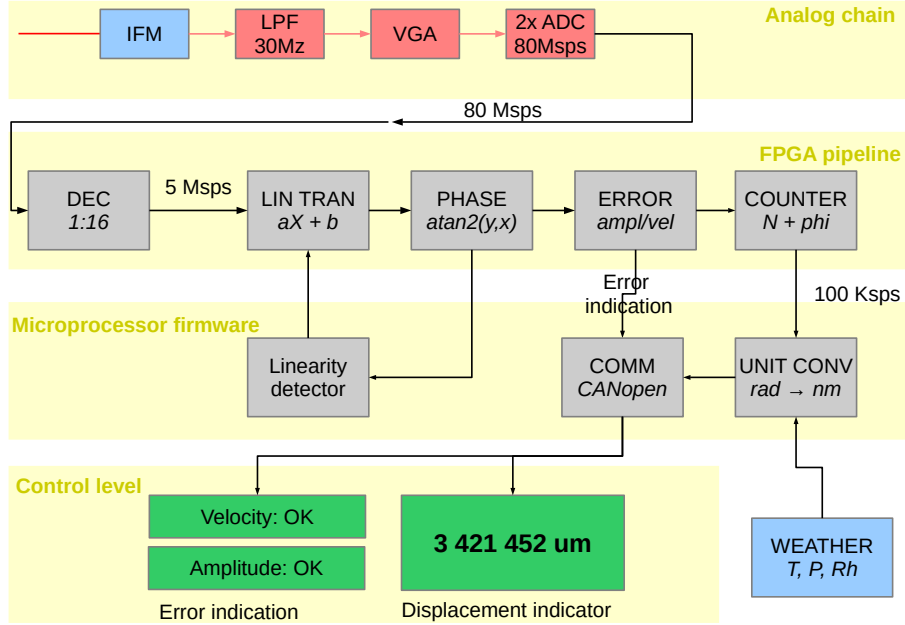 Analog chain
IFM
LPF
30Mz
VGA
2x ADC
80Msps
80 Msps
FPGA pipeline
DEC
1:16
5 Msps
LIN TRAN
aX + b
PHASE
atan2(y,x)
ERROR
ampl/vel
COUNTER
N + phi
Error
indication
100 Ksps
Microprocessor firmware
Linearity
detector
COMM
CANopen
UNIT CONV
rad → nm
Control level
Velocity: OK
Amplitude: OK
Error indication
3 421 452 um
Displacement indicator
WEATHER
T, P, Rh